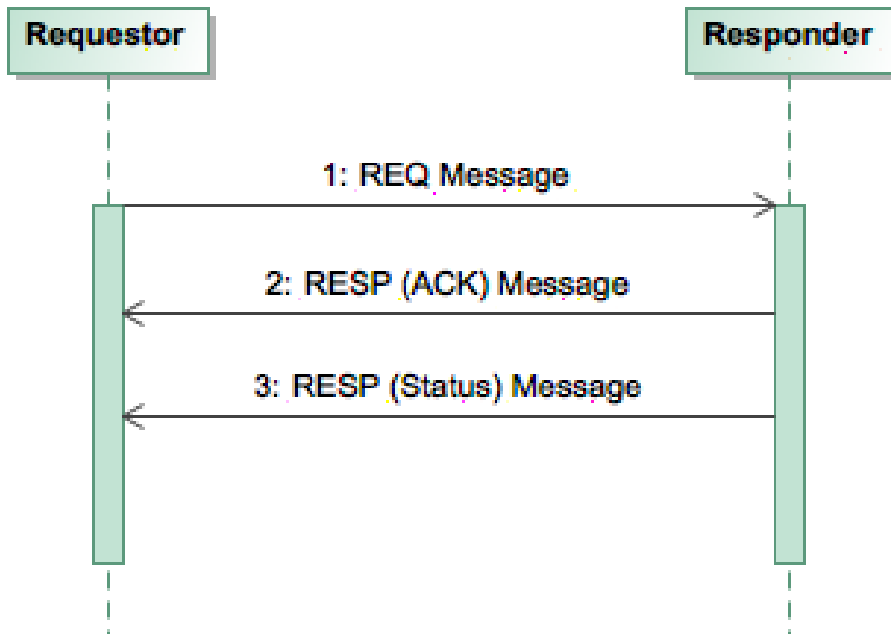 Requestor
Responder
1: REQ Message
2: RESP (ACK) Message
3: RESP (Status) Message